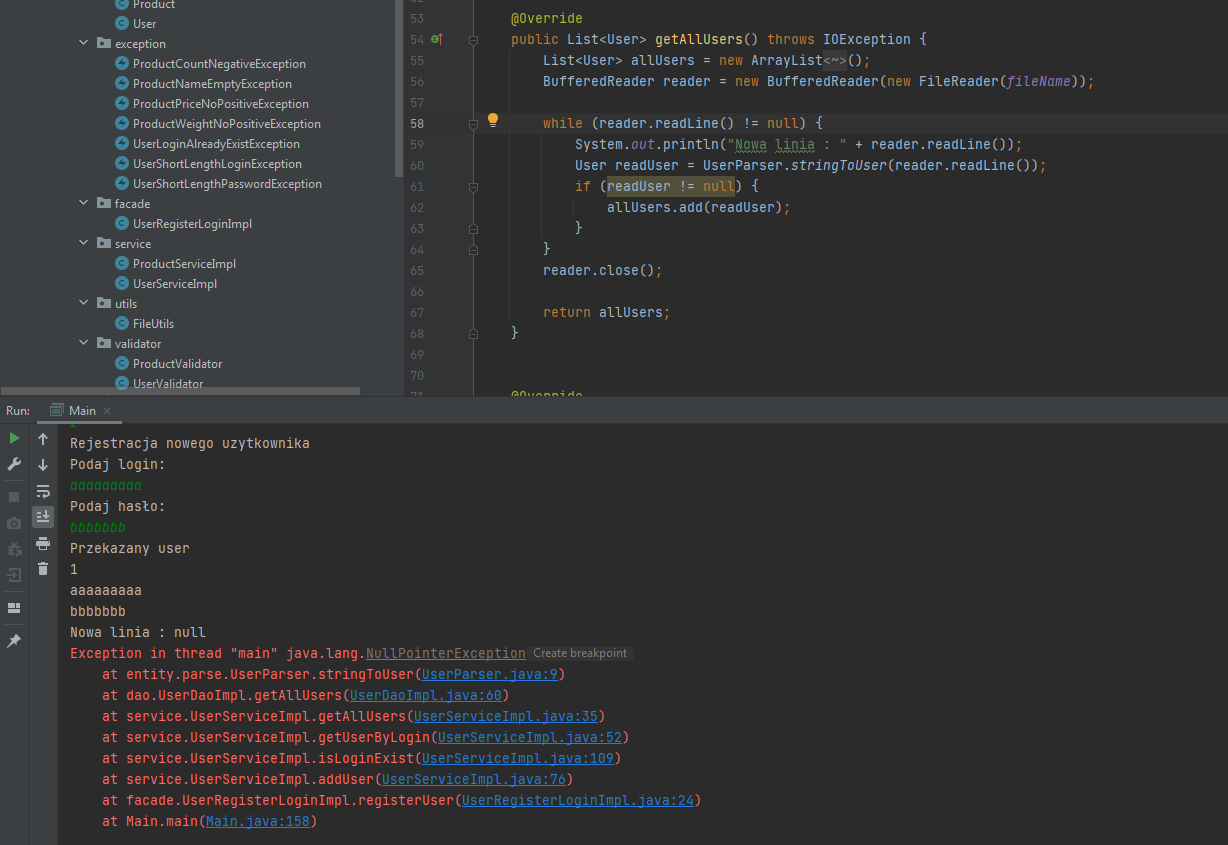 Product
User
exception
ProductCountNegativeException
ProductNameEmptyException
ProductPriceNoPositiveException
ProductWeightNoPositiveException
UserLoginAlreadyExistException
UserShortLengthLoginException
UserShortLengthPasswordException
facade
UserRegisterLoginImpl
service
ProductServiceImpl
UserServiceImpl
utils
FileUtils
validator
ProductValidator
UserValidator
53 @Override
54 public List<User> getAllUsers() throws IOException {
55 List<User> allUsers = new ArrayList<~>();
56 BufferedReader reader = new BufferedReader(new FileReader(fileName));
57
58 while (reader.readLine() != null) {
59 System.out.println("Nowa linia : " + reader.readLine());
60 User readUser = UserParser.stringToUser(reader.readLine());
61 if (readUser != null) {
62 allUsers.add(readUser);
63 }
64 }
65 reader.close();
66
67 return allUsers;
68 }
69
70
71 @Override
Run: Main
2
Rejestracja nowego uzytkownika
Podaj login:
aaaaaaaaa
Podaj hasło:
bbbbbbb
Przekazany user
1
aaaaaaaaa
bbbbbbb
Nowa linia : null
Exception in thread "main" java.lang.NullPointerException Create breakpoint
at entity.parse.UserParser.stringToUser(UserParser.java:9)
at dao.UserDaoImpl.getAllUsers(UserDaoImpl.java:60)
at service.UserServiceImpl.getAllUsers(UserServiceImpl.java:35)
at service.UserServiceImpl.getUserByLogin(UserServiceImpl.java:52)
at service.UserServiceImpl.isLoginExist(UserServiceImpl.java:109)
at service.UserServiceImpl.addUser(UserServiceImpl.java:76)
at facade.UserRegisterLoginImpl.registerUser(UserRegisterLoginImpl.java:24)
at Main.main(Main.java:158)